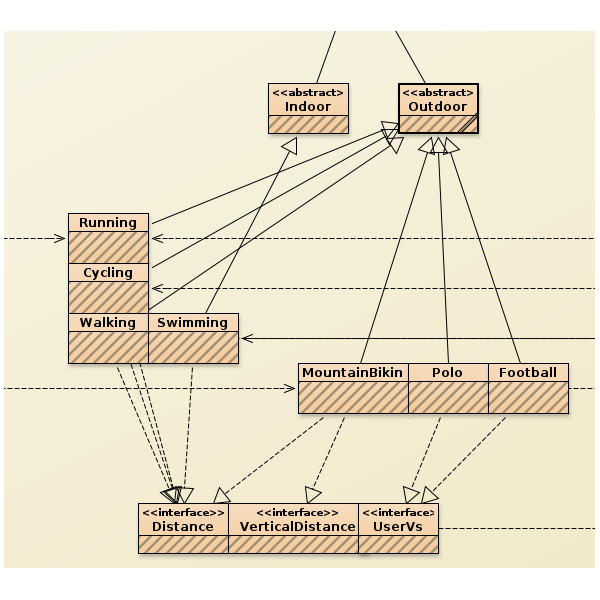 <<abstract>
Indoor
<<abstract>
Outdoor
Running
Cycling
Walking
Swimming
MountainBikin
Polo
Football
<<interface>>
Distance
<<interface>>
VerticalDistance
<<interface>
UserVs